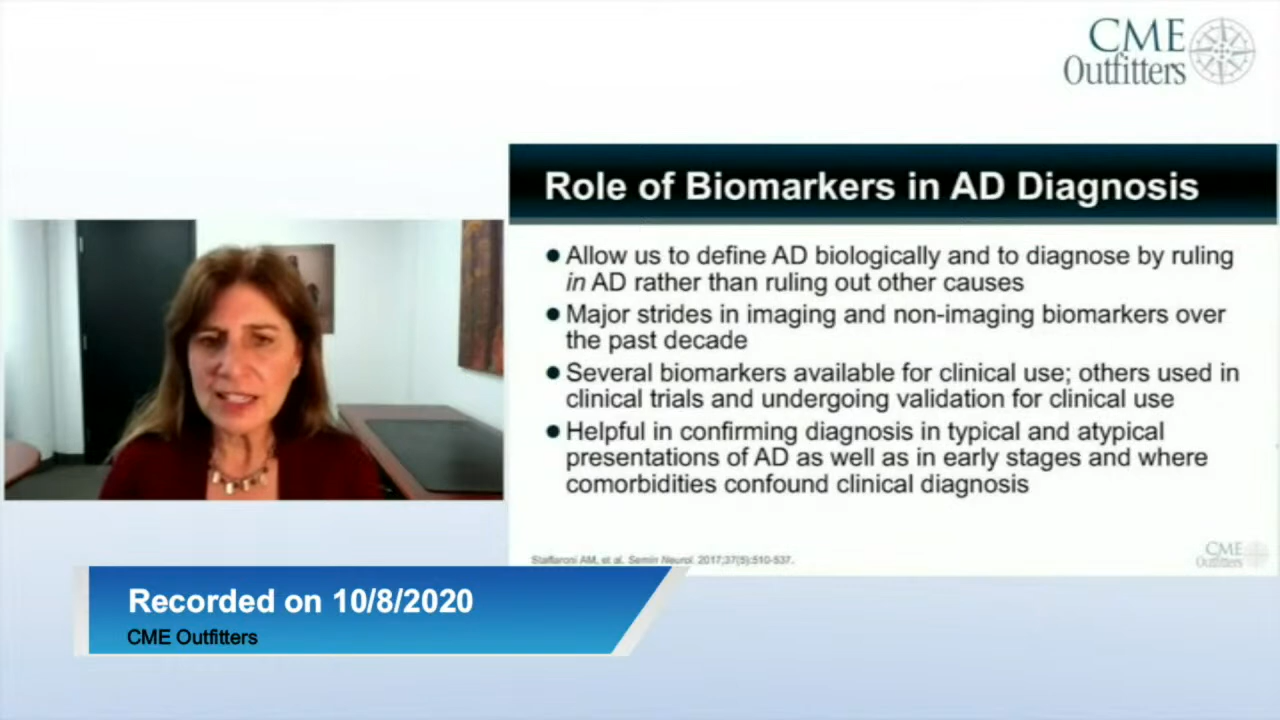 CME
Outfitters
Role of Biomarkers in AD Diagnosis
● Allow us to define AD biologically and to diagnose by ruling
in AD rather than ruling out other causes
● Major strides in imaging and non-imaging biomarkers over
the past decade
● Several biomarkers available for clinical use; others used in
clinical trials and undergoing validation for clinical use
● Helpful in confirming diagnosis in typical and atypical
presentations of AD as well as in early stages and where
comorbidities confound clinical diagnosis
Staffaroni AM, et al. Semin Neurol. 2017;37(5):510-537.
CME
Outfitters
Recorded on 10/8/2020
CME Outfitters